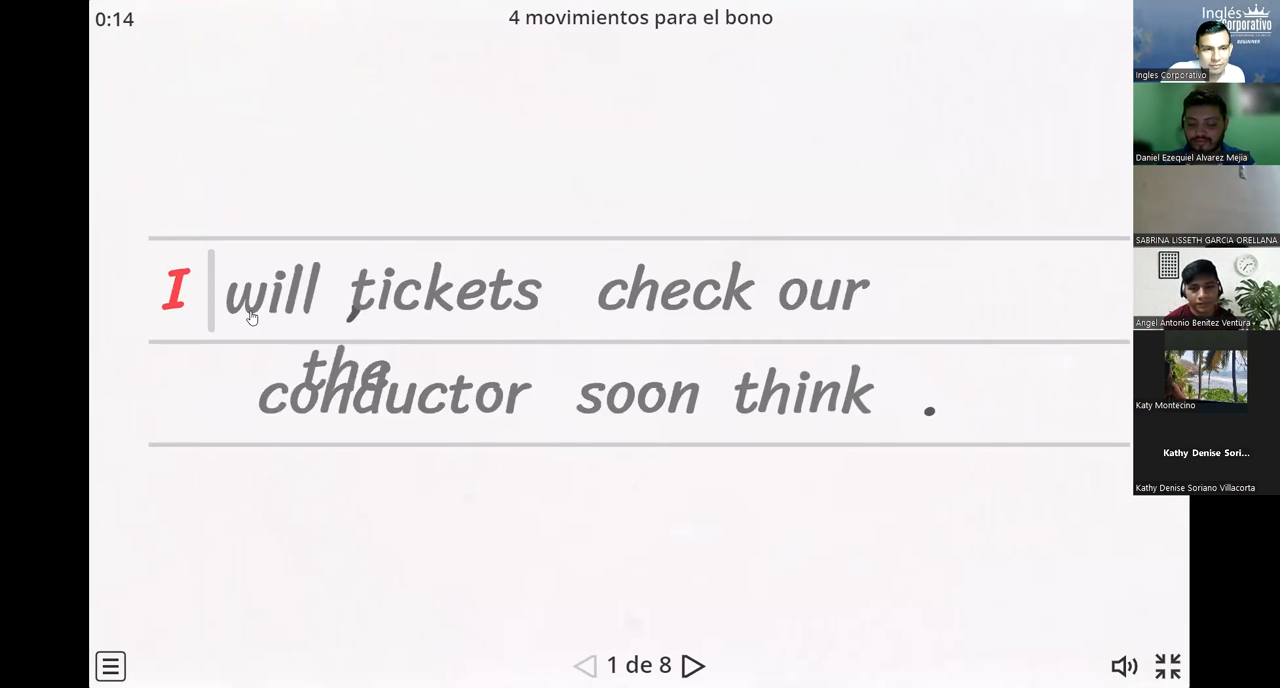 0:14
4 movimientos para el bono
I will , tickets check our
the
conductor soon think .
1 de 8
Inglés
Corporativo
BEGINNER
Ingles Corporativo
Daniel Ezequiel Alvarez Mejia
SABRINA LISSETH GARCIA ORELLANA
Angel Antonio Benitez Ventura
Katy Montecino
Kathy Denise Sori...
Kathy Denise Soriano Villacorta